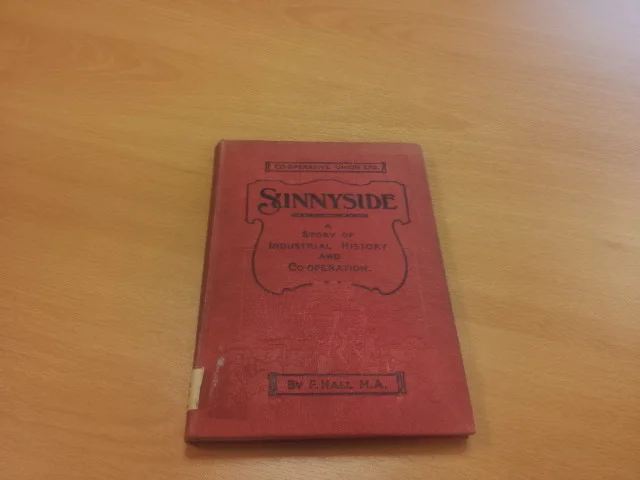 CO-OPERATIVE UNION LTD.
SUNNYSIDE
A
STORY OF
INDUSTRIAL HISTORY
AND
CO-OPERATION.
BY F. HALL M.A.